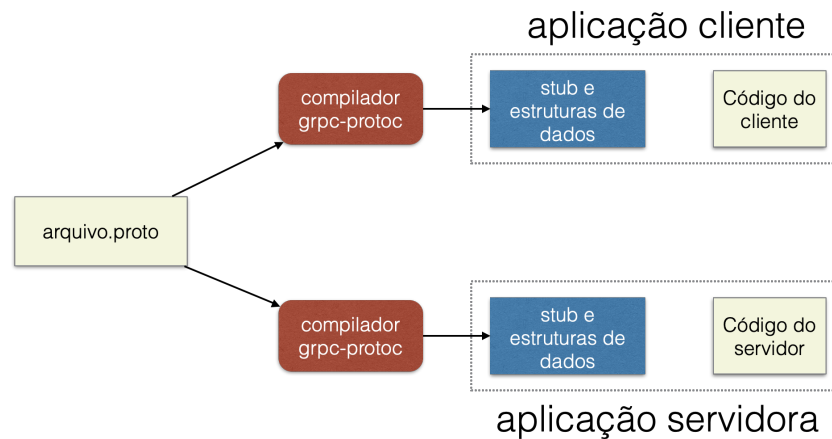 aplicação cliente
compilador
grpc-protoc
stub e
estruturas de
dados
Código do
cliente
arquivo.proto
compilador
grpc-protoc
stub e
estruturas de
dados
Código do
servidor
aplicação servidora